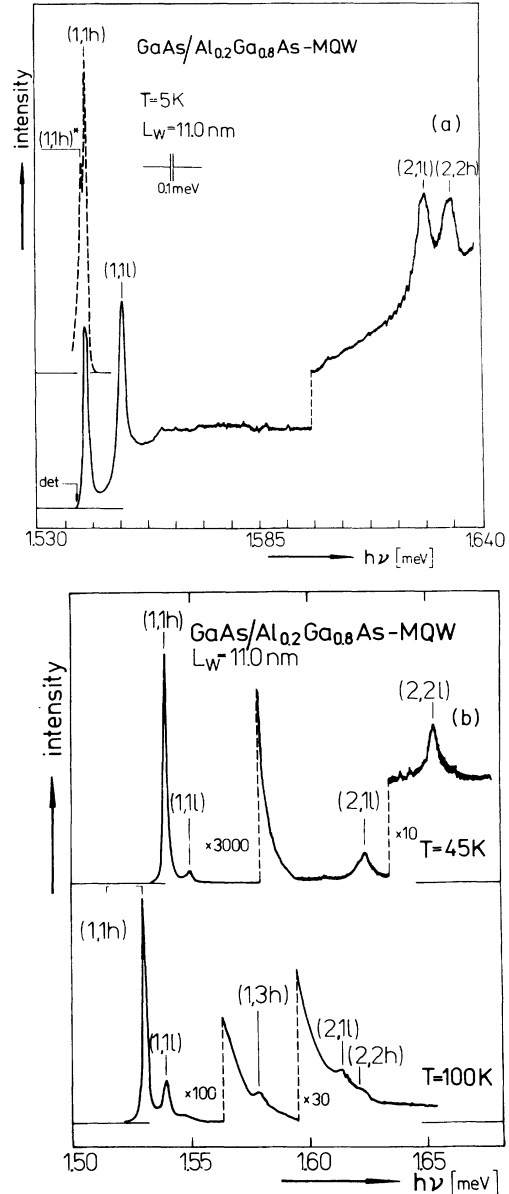 (1,1h)
GaAs/Al0.2Ga0.8As-MQW
T=5K
LW=11.0nm
0.1meV
(a)
(1,1h)*
(2,1l) (2,2h)
(1,1l)
intensity
det
1.530 1.585 1.640
hν [meV]
(1,1h)
GaAs/Al0.2Ga0.8As-MQW
LW=11.0nm
(2,2l)
(b)
intensity
(1,1l)
×3000
(2,1l)
×10
T=45K
(1,1h)
(1,3h)
(1,1l)
(2,1l)
(2,2h)
×100
×30
T=100K
1.50 1.55 1.60 1.65
hν [meV]